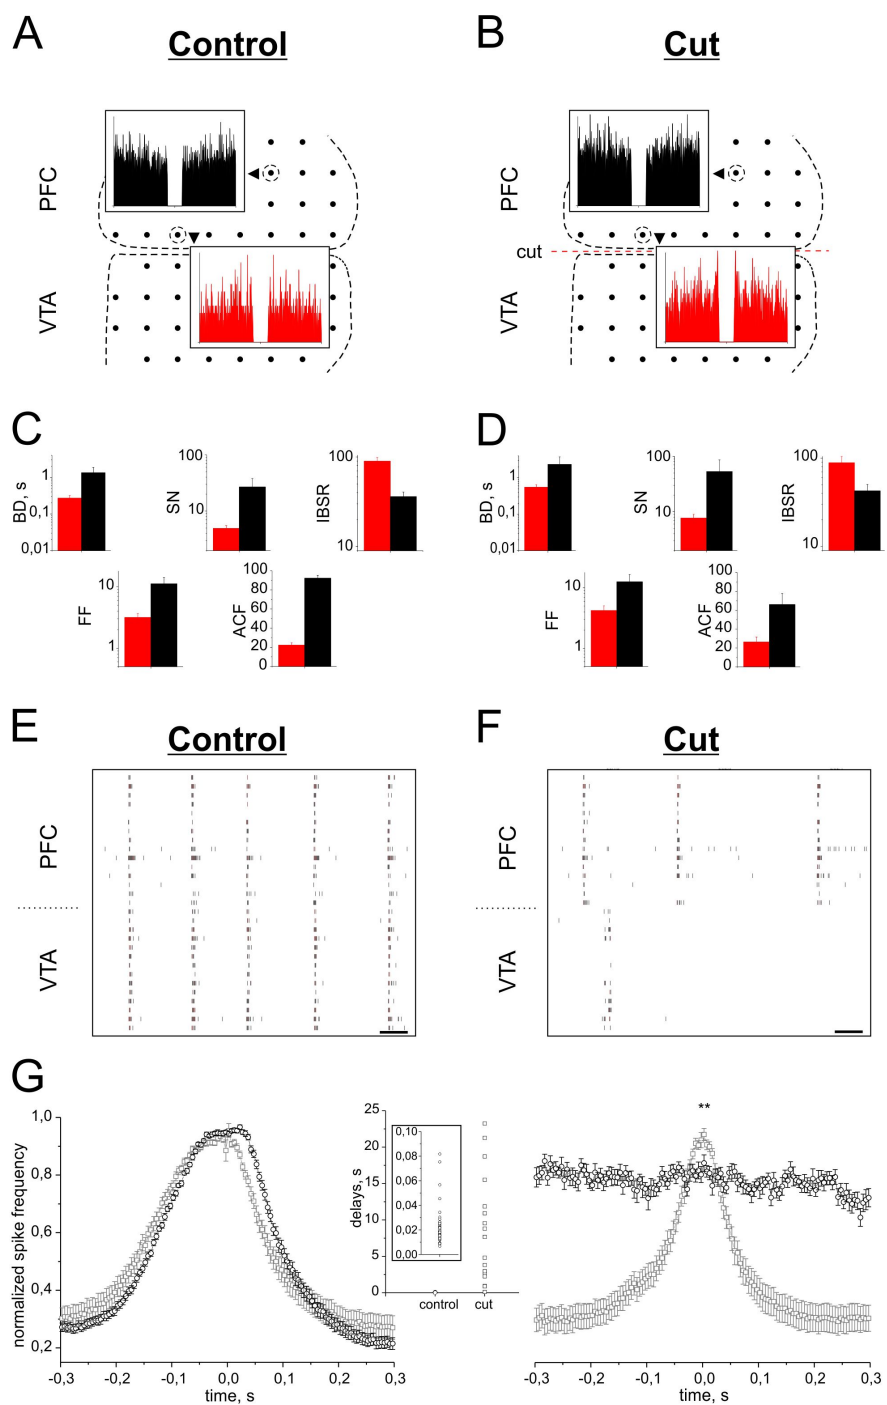 A
Control
B
Cut
PFC
VTA
PFC
cut
VTA
C
BD, s
1
0,1
0,01
SN
100
10
IBSR
100
10
FF
10
1
ACF
100
80
60
40
20
0
D
BD, s
1
0,1
0,01
SN
100
10
IBSR
100
10
FF
10
1
ACF
100
80
60
40
20
0
E
Control
F
Cut
PFC
VTA
PFC
VTA
G
normalized spike frequency
1,0
0,8
0,6
0,4
0,2
-0,3 -0,2 -0,1 0,0 0,1 0,2 0,3
time, s
delays, s
25
20
15
10
5
0
0,10
0,08
0,06
0,04
0,02
0,00
control cut
**
-0,3 -0,2 -0,1 0,0 0,1 0,2 0,3
time, s